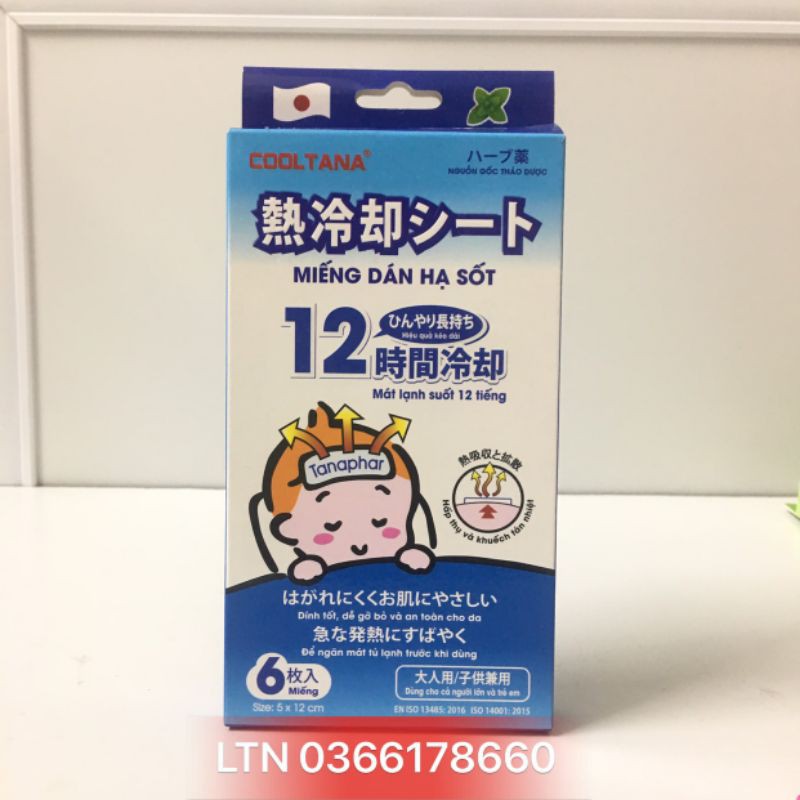 COOLTANA®
ハーブ薬
NGUỒN GỐC THẢO DƯỢC
熱冷却シート
MIẾNG DÁN HẠ SỐT
12時間冷却
ひんやり長持ち
Hiệu quả kéo dài
Mát lạnh suốt 12 tiếng
Tanaphar
熱吸収と拡散
Hấp thụ và khuếch tán nhiệt
はがれにくくお肌にやさしい
Dính tốt, dễ gỡ bỏ và an toàn cho da
急な発熱にすばやく
Để ngăn mát tủ lạnh trước khi dùng
6枚入
Miếng
Size: 5 x 12 cm
大人用/子供兼用
Dùng cho cả người lớn và trẻ em
EN ISO 13485: 2016 ISO 14001: 2015
LTN 0366178660